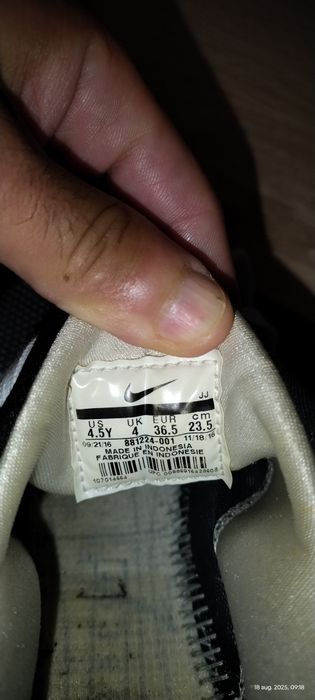 JJ
US UK EUR cm
4.5Y 4 36.5 23.5
09/21/16 881224-001 11/18/16
MADE IN INDONESIA
FABRIQUE EN INDONESIE
18 aug. 2025, 09:18